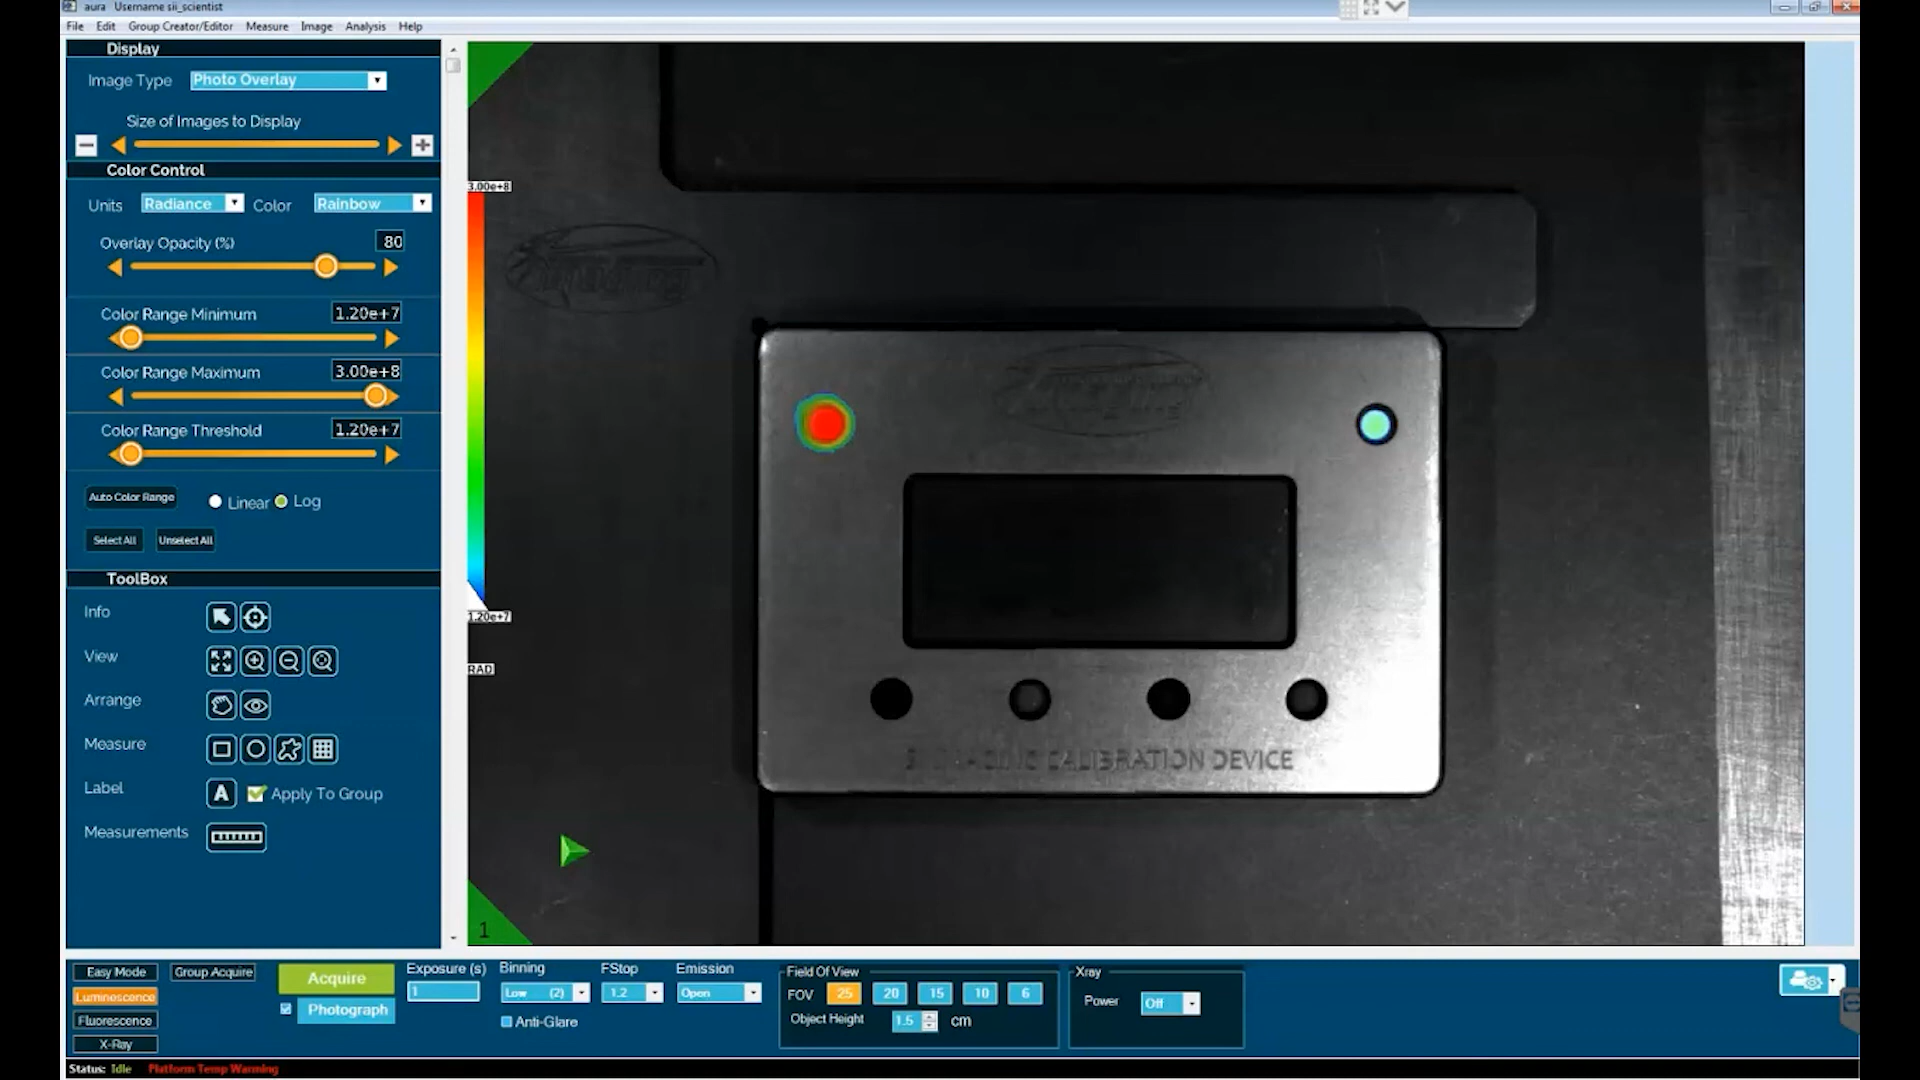 aura Username sii_scientist
File Edit Group Creator/Editor Measure Image Analysis Help
Display
Image Type Photo Overlay
Size of Images to Display
Color Control
Units Radiance Color Rainbow
Overlay Opacity (%) 80
Color Range Minimum 1.20e+7
Color Range Maximum 3.00e+8
Color Range Threshold 1.20e+7
Auto Color Range Linear Log
Select All Unselect All
ToolBox
Info
View
Arrange
Measure
Label A Apply To Group
Measurements
3.00e+8
1.20e+7
RAD
CALIBRATION DEVICE
1
Easy Mode Group Acquire
Luminescence
Fluorescence
X-Ray
Acquire
Photograph
Exposure (s) Binning FStop Emission
1 Low (2) 1.2 Open
Anti-Glare
Field Of View
FOV 25 20 15 10 6
Object Height 1.5 cm
Xray
Power Off
Status: Idle Platform Temp Warming